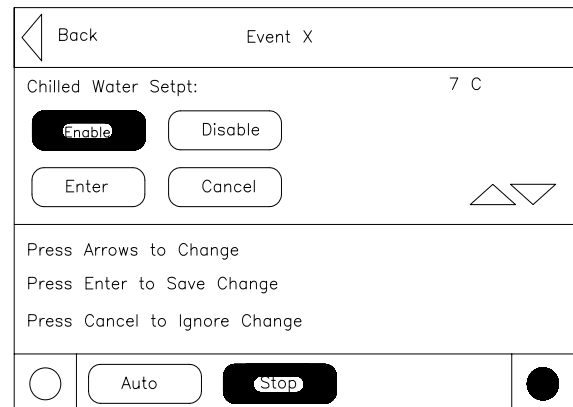 Back Event X
Chilled Water Setpt: 7 C
Enable Disable
Enter Cancel
Press Arrows to Change
Press Enter to Save Change
Press Cancel to Ignore Change
Auto Stop